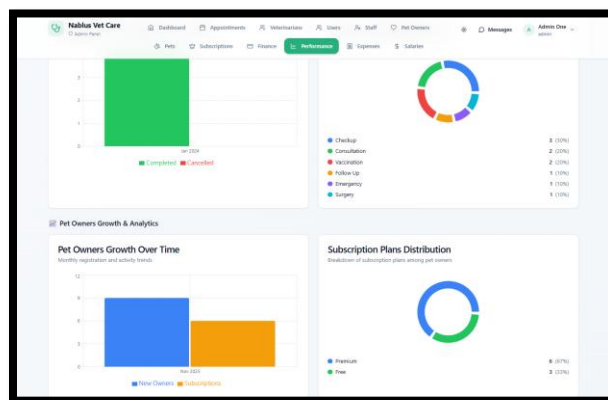 Nablus Vet Care
Admin Panel
Dashboard
Appointments
Veterinarians
Users
Staff
Pet Owners
Messages
A
Admin One
admin
Pets
Subscriptions
Finance
Performance
Expenses
Salaries
3
2
1
0
Completed
Cancelled
Checkup 3 (30%)
Consultation 2 (20%)
Vaccination 2 (20%)
Follow Up 1 (10%)
Emergency 1 (10%)
Surgery 1 (10%)
Pet Owners Growth & Analytics
Pet Owners Growth Over Time
Monthly registration and activity trends
12
9
6
3
0
Nov 2025
New Owners
Subscriptions
Subscription Plans Distribution
Breakdown of subscription plans among pet owners
Premium 6 (67%)
Free 3 (33%)